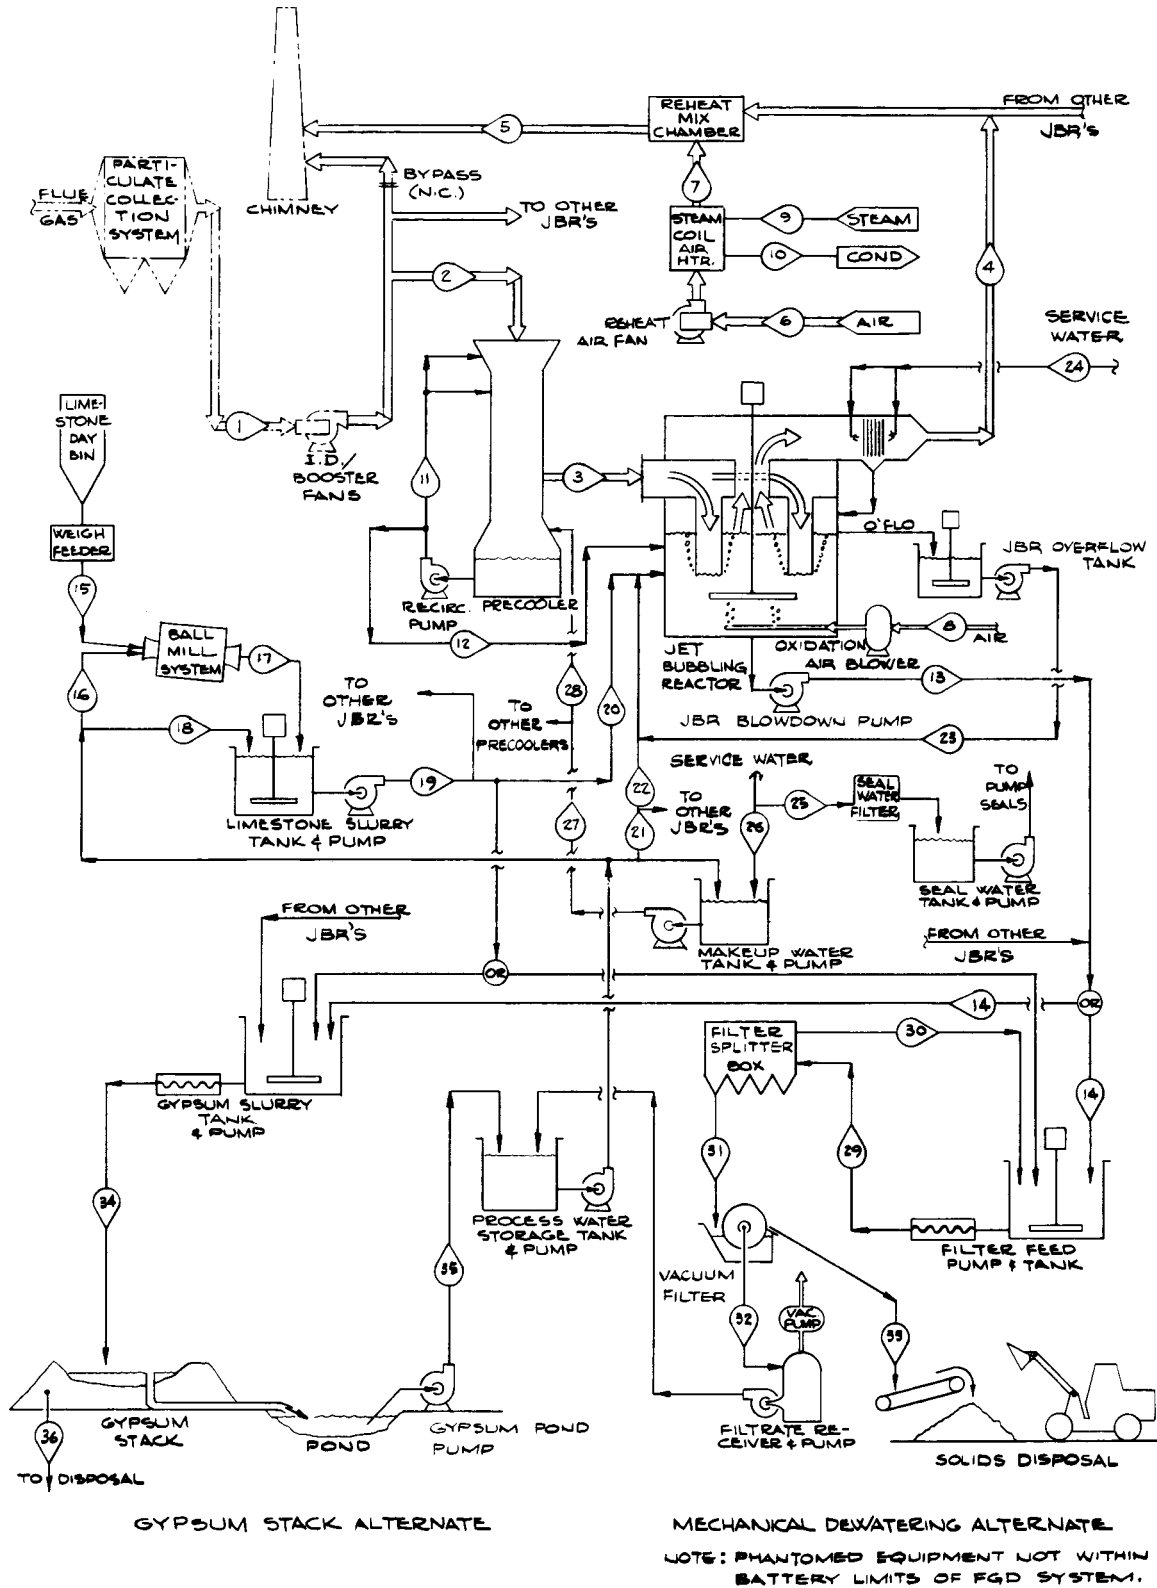 FROM OTHER
JBR'S
REHEAT
MIX
CHAMBER
5
PARTI-
CULATE
COLLEC-
TION
SYSTEM
FLUE
GAS
BYPASS
(N.C.)
CHIMNEY
TO OTHER
JBR'S
7
STEAM
COIL
AIR
HTR.
9
STEAM
10
COND
4
2
REHEAT
AIR FAN
6
AIR
SERVICE
WATER
24
LIME-
STONE
DAY
BIN
1
I.D./
BOOSTER
FANS
11
3
WEIGH
FEEDER
O'FLO
JBR OVERFLOW
TANK
15
RECIRC.
PUMP
PRECOOLER
12
OXIDATION
AIR BLOWER
8
AIR
BALL
MILL
SYSTEM
17
JET
BUBBLING
REACTOR
13
16
TO
OTHER
JBR'S
28
20
TO
OTHER
PRECOOLERS
JBR BLOWDOWN PUMP
18
23
SERVICE WATER
19
22
25
SEAL
WATER
FILTER
TO
PUMP
SEALS
TO
OTHER
JBR'S
27
21
26
LIMESTONE SLURRY
TANK & PUMP
SEAL WATER
TANK & PUMP
FROM OTHER
JBR'S
FROM OTHER
JBR'S
MAKEUP WATER
TANK & PUMP
OR
14
OR
FILTER
SPLITTER
BOX
30
GYPSUM SLURRY
TANK
& PUMP
14
31
29
34
PROCESS WATER
STORAGE TANK
& PUMP
FILTER FEED
PUMP & TANK
35
VACUUM
FILTER
32
VAC.
PUMP
33
GYPSUM
STACK
POND
GYPSUM POND
PUMP
FILTRATE RE-
CEIVER & PUMP
36
TO DISPOSAL
SOLIDS DISPOSAL
GYPSUM STACK ALTERNATE
MECHANICAL DEWATERING ALTERNATE
NOTE: PHANTOMED EQUIPMENT NOT WITHIN
BATTERY LIMITS OF FGD SYSTEM.